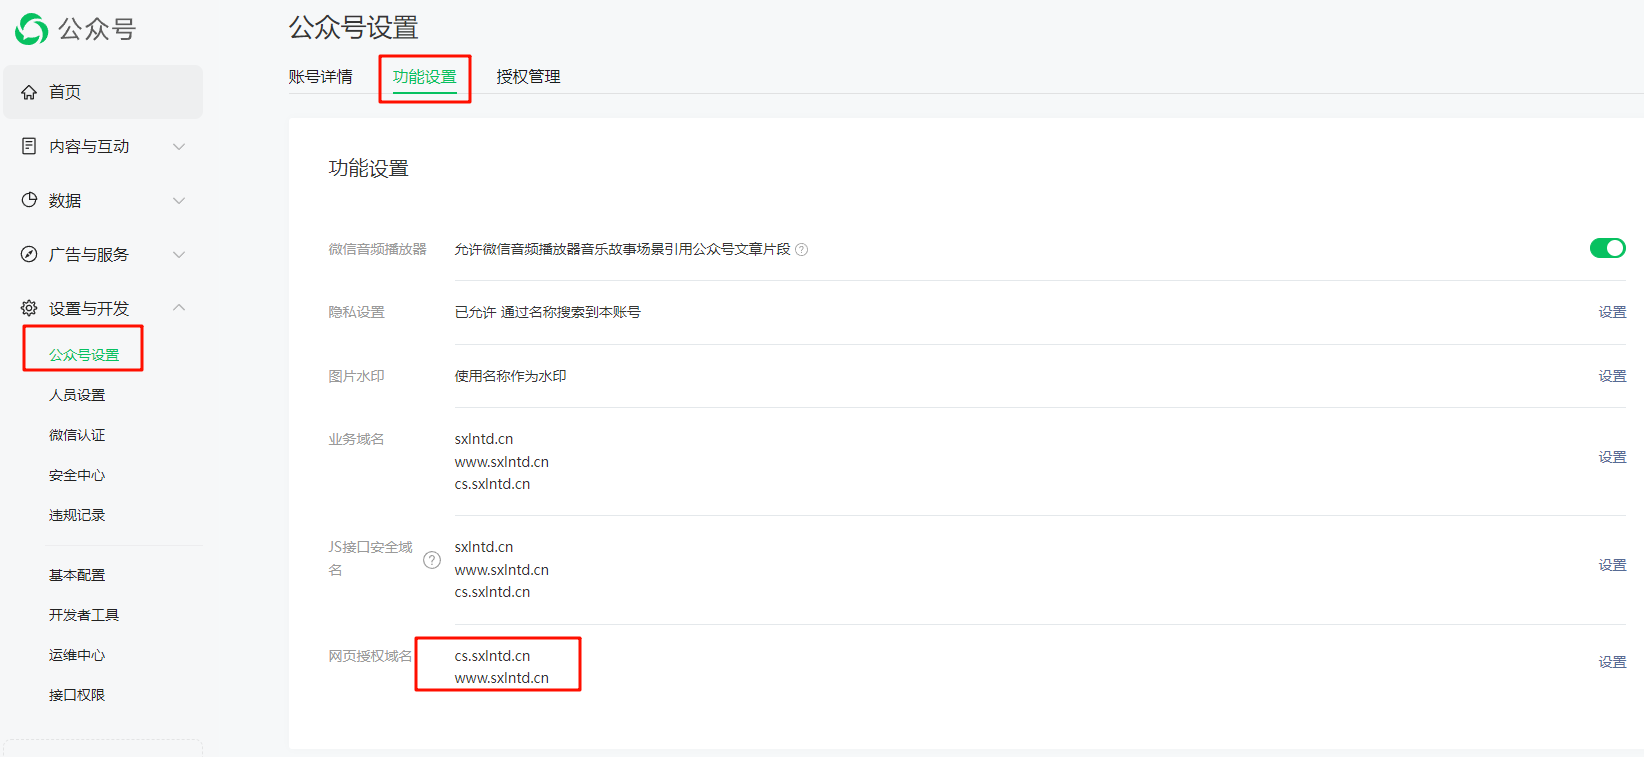 公众号
首页
内容与互动
数据
广告与服务
设置与开发
公众号设置
人员设置
微信认证
安全中心
违规记录
基本配置
开发者工具
运维中心
接口权限
公众号设置
账号详情 功能设置 授权管理
功能设置
微信音频播放器 允许微信音频播放器音乐故事场景引用公众号文章片段 ?
隐私设置 已允许 通过名称搜索到本账号 设置
图片水印 使用名称作为水印 设置
业务域名 sxlntd.cn
www.sxlntd.cn 设置
cs.sxlntd.cn
JS接口安全域 sxlntd.cn
名 ? www.sxlntd.cn 设置
cs.sxlntd.cn
网页授权域名 cs.sxlntd.cn 设置
www.sxlntd.cn